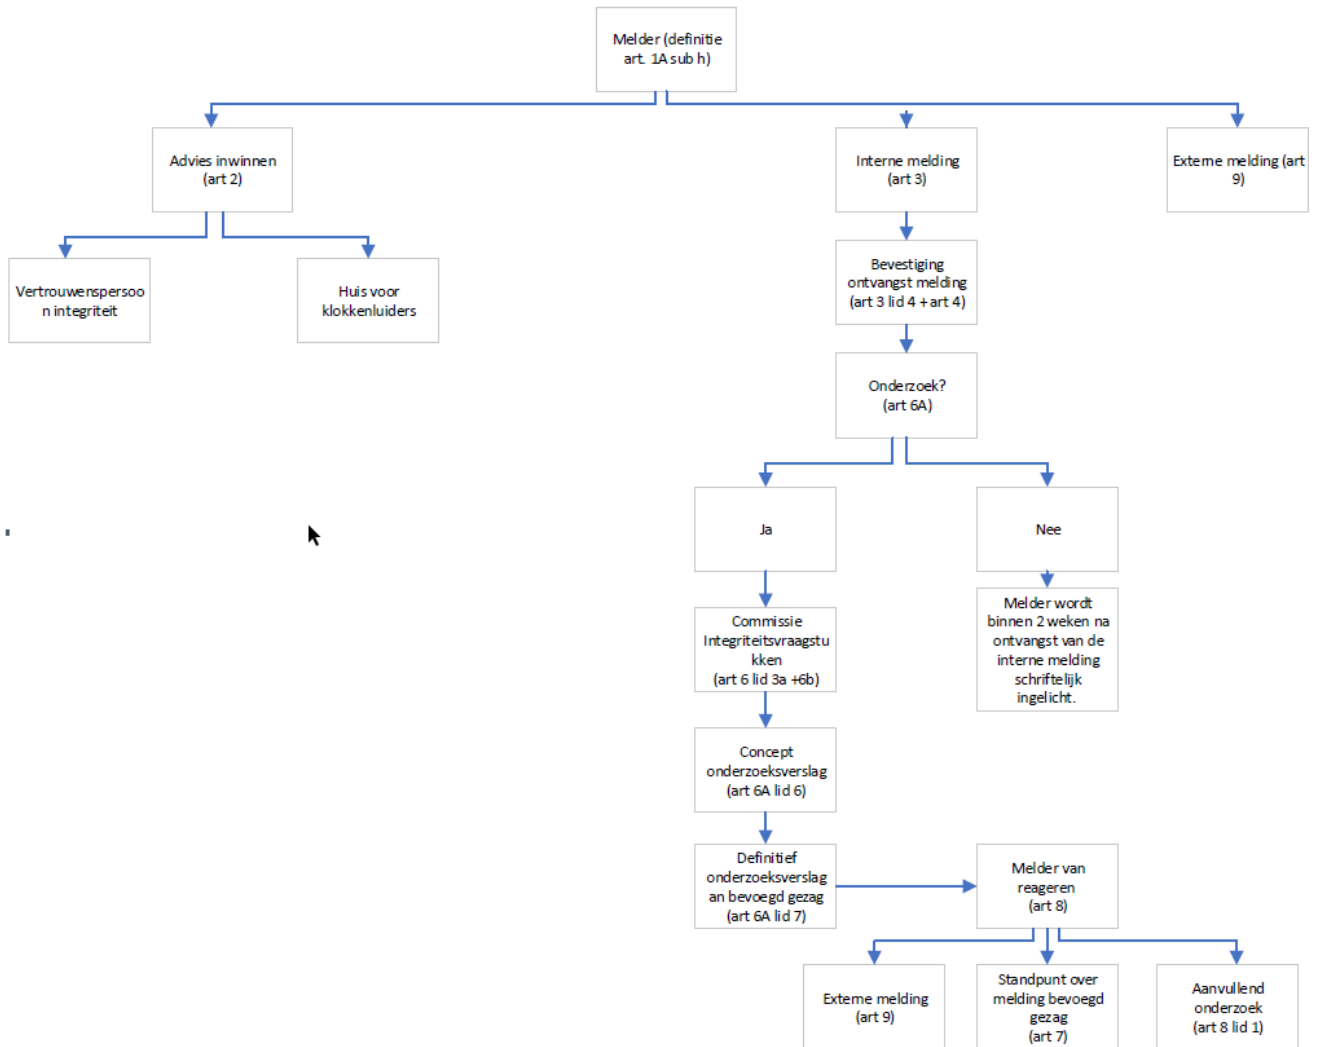 Melder (definitie
art. 1A sub h)
Advies inwinnen
(art 2)
Interne melding
(art 3)
Externe melding (art
9)
Vertrouwenspersoo
n integriteit
Huis voor
klokkenluiders
Bevestiging
ontvangst melding
(art 3 lid 4 + art 4)
Onderzoek?
(art 6A)
Ja
Nee
Commissie
Integriteitsvraagstu
kken
(art 6 lid 3a +6b)
Melder wordt
binnen 2 weken na
ontvangst van de
interne melding
schriftelijk
ingelicht.
Concept
onderzoeksverslag
(art 6A lid 6)
Definitief
onderzoeksverslag
an bevoegd gezag
(art 6A lid 7)
Melder van
reageren
(art 8)
Externe melding
(art 9)
Standpunt over
melding bevoegd
gezag
(art 7)
Aanvullend
onderzoek
(art 8 lid 1)